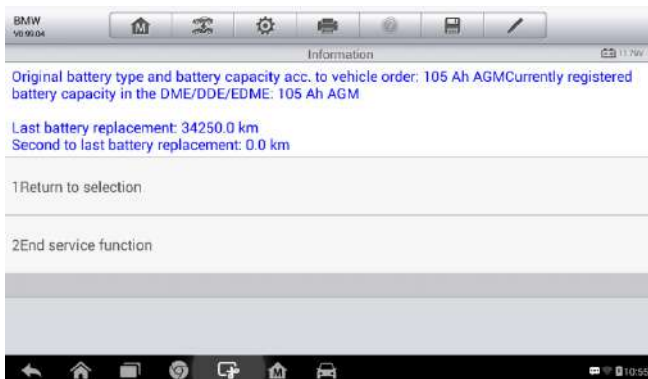 BMW
V0.99.04
Information
11.79V
Original battery type and battery capacity acc. to vehicle order: 105 Ah AGMCurrently registered
battery capacity in the DME/DDE/EDME: 105 Ah AGM
Last battery replacement: 34250.0 km
Second to last battery replacement: 0.0 km
1Return to selection
2End service function
10:55